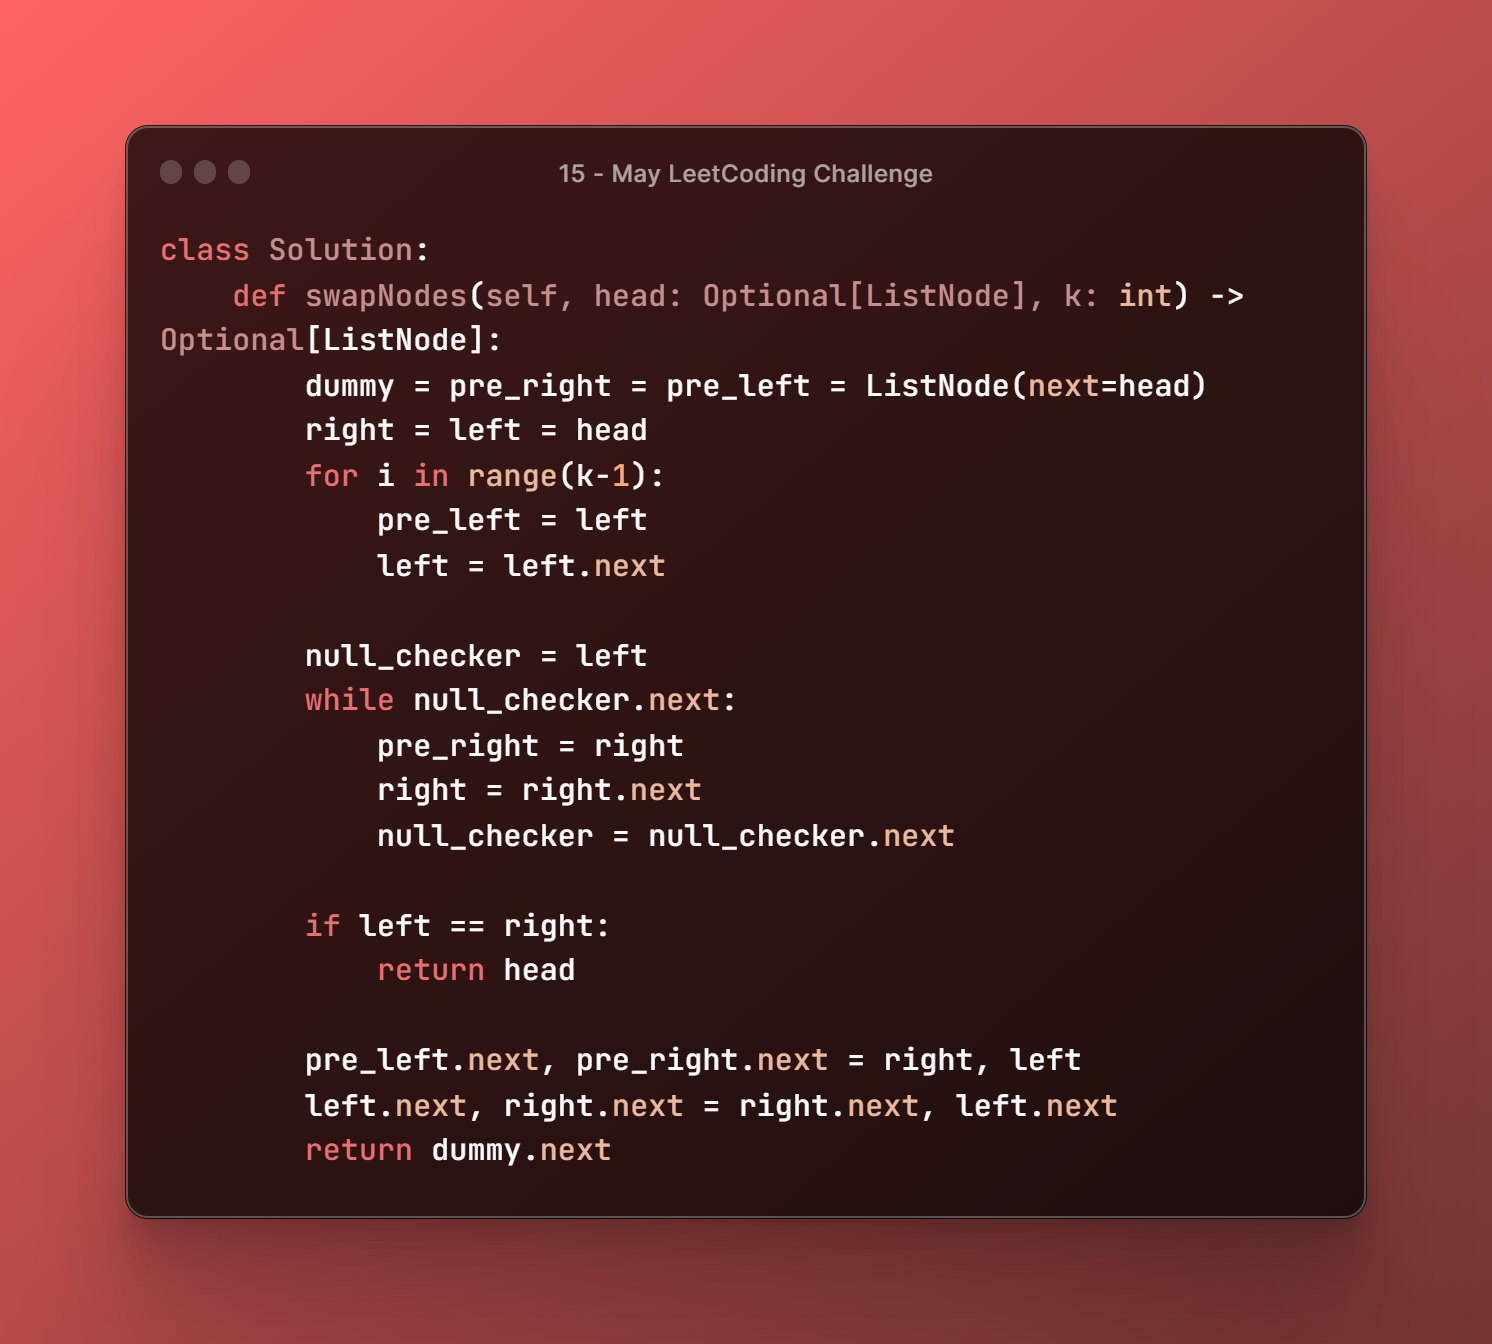 15 - May LeetCoding Challenge
class Solution:
    def swapNodes(self, head: Optional[ListNode], k: int) ->
Optional[ListNode]:
        dummy = pre_right = pre_left = ListNode(next=head)
        right = left = head
        for i in range(k-1):
            pre_left = left
            left = left.next

        null_checker = left
        while null_checker.next:
            pre_right = right
            right = right.next
            null_checker = null_checker.next

        if left == right:
            return head

        pre_left.next, pre_right.next = right, left
        left.next, right.next = right.next, left.next
        return dummy.next